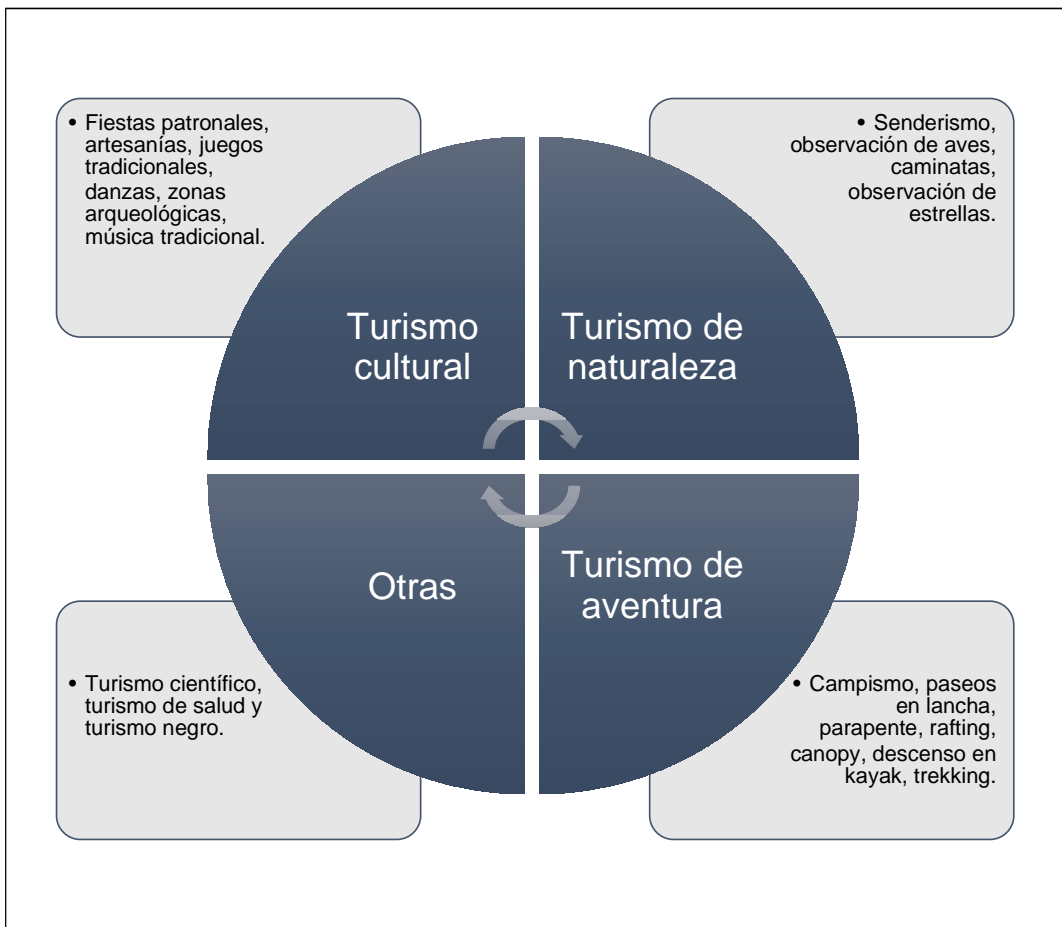 • Fiestas patronales,
artesanías, juegos
tradicionales,
danzas, zonas
arqueológicas,
música tradicional.
• Senderismo,
observación de aves,
caminatas,
observación de
estrellas.
Turismo
cultural
Turismo de
naturaleza
Otras
Turismo de
aventura
• Turismo científico,
turismo de salud y
turismo negro.
• Campismo, paseos
en lancha,
parapente, rafting,
canopy, descenso en
kayak, trekking.